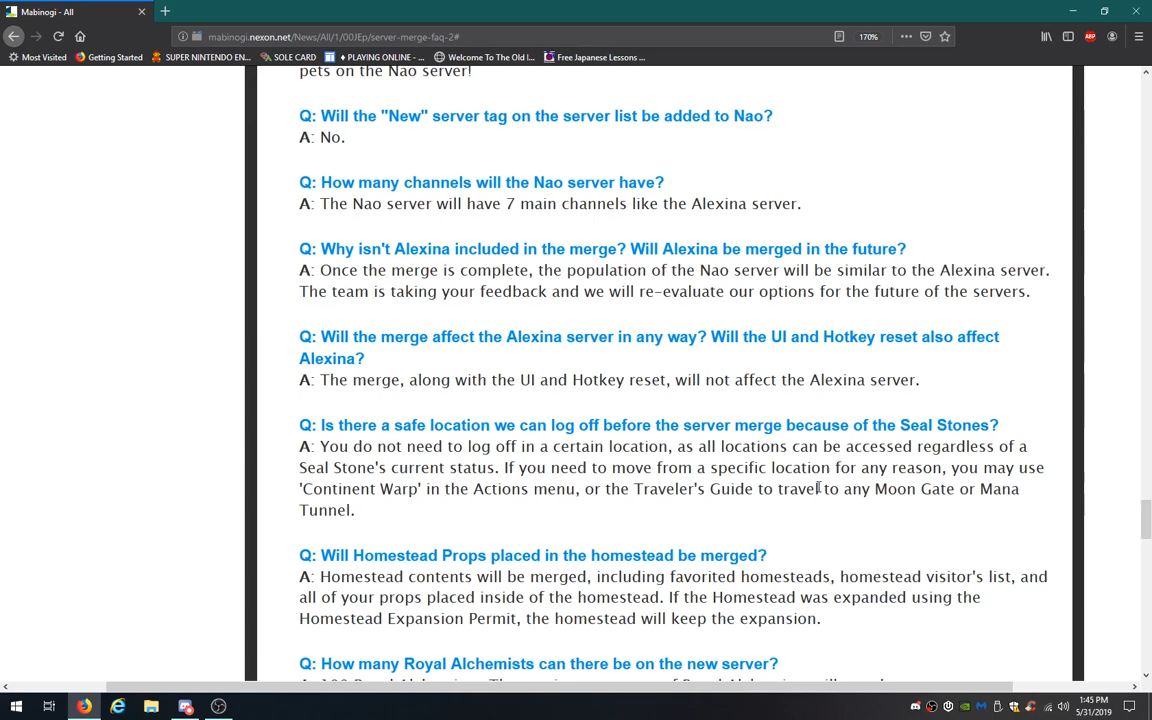 Mabinogi - All
mabinogi.nexon.net/News/All/1/00JEp/server-merge-faq-2#
170%
Most Visited
Getting Started
SUPER NINTENDO EN...
SOLE CARD
♦ PLAYING ONLINE - ...
Welcome To The Old I...
Free Japanese Lessons ...
pets on the Nao server!
Q: Will the "New" server tag on the server list be added to Nao?
A: No.
Q: How many channels will the Nao server have?
A: The Nao server will have 7 main channels like the Alexina server.
Q: Why isn't Alexina included in the merge? Will Alexina be merged in the future?
A: Once the merge is complete, the population of the Nao server will be similar to the Alexina server.
The team is taking your feedback and we will re-evaluate our options for the future of the servers.
Q: Will the merge affect the Alexina server in any way? Will the UI and Hotkey reset also affect
Alexina?
A: The merge, along with the UI and Hotkey reset, will not affect the Alexina server.
Q: Is there a safe location we can log off before the server merge because of the Seal Stones?
A: You do not need to log off in a certain location, as all locations can be accessed regardless of a
Seal Stone's current status. If you need to move from a specific location for any reason, you may use
'Continent Warp' in the Actions menu, or the Traveler's Guide to travel to any Moon Gate or Mana
Tunnel.
Q: Will Homestead Props placed in the homestead be merged?
A: Homestead contents will be merged, including favorited homesteads, homestead visitor's list, and
all of your props placed inside of the homestead. If the Homestead was expanded using the
Homestead Expansion Permit, the homestead will keep the expansion.
Q: How many Royal Alchemists can there be on the new server?
1:45 PM
5/31/2019